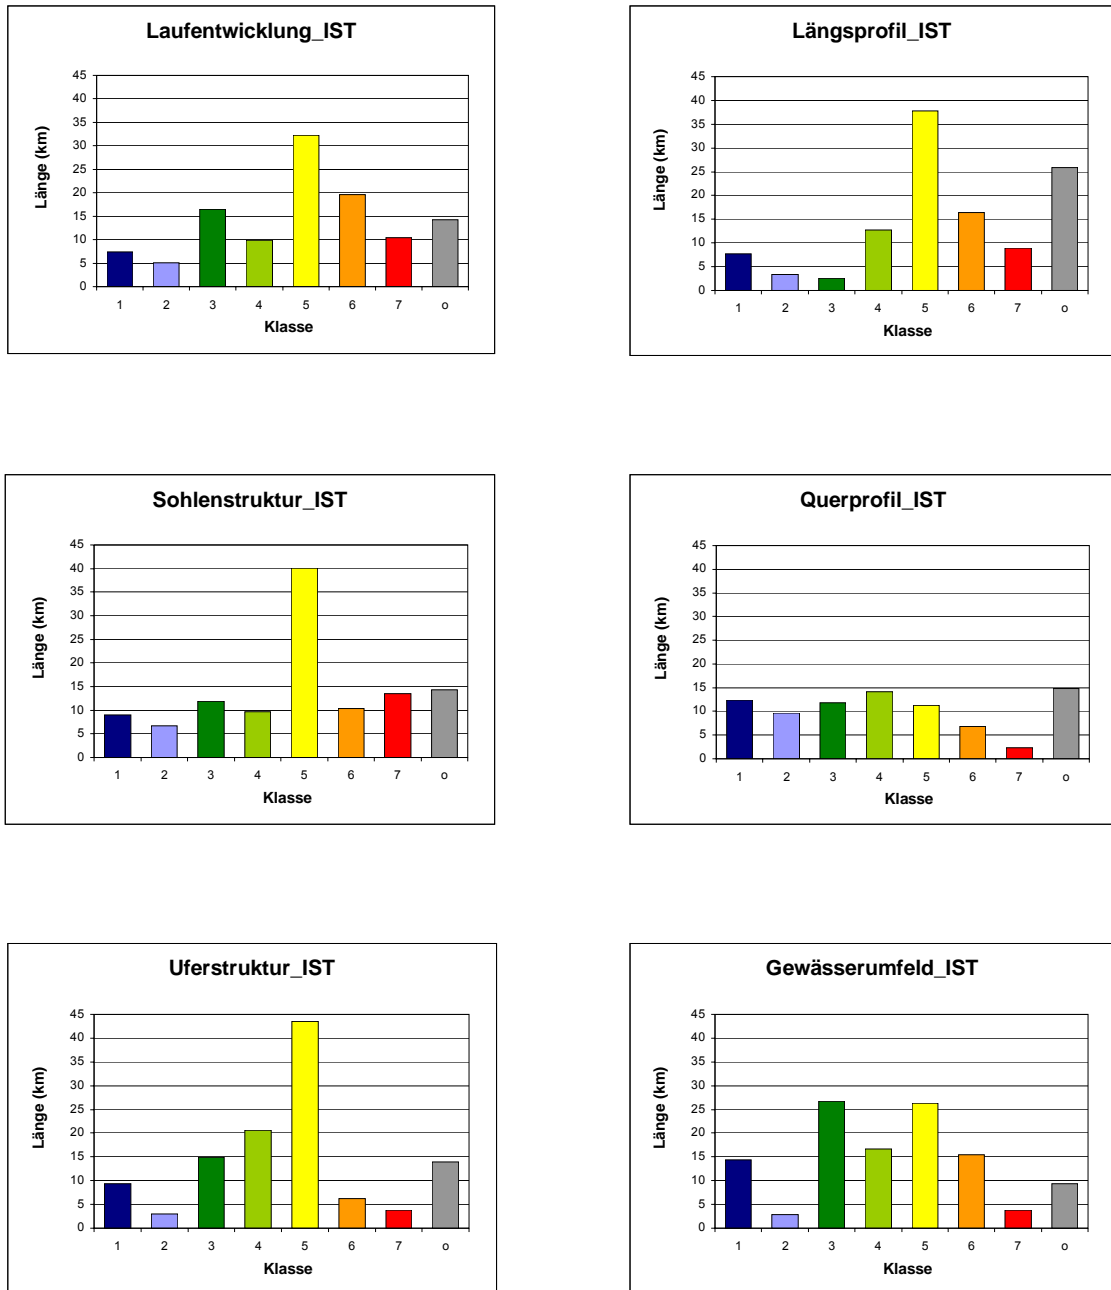 Laufentwicklung_IST
45
40
35
30
25
20
15
10
5
0
1 2 3 4 5 6 7 o
Klasse
Länge (km)
Längsprofil_IST
45
40
35
30
25
20
15
10
5
0
1 2 3 4 5 6 7 o
Klasse
Länge (km)
Sohlenstruktur_IST
45
40
35
30
25
20
15
10
5
0
1 2 3 4 5 6 7 o
Klasse
Länge (km)
Querprofil_IST
45
40
35
30
25
20
15
10
5
0
1 2 3 4 5 6 7 o
Klasse
Länge (km)
Uferstruktur_IST
45
40
35
30
25
20
15
10
5
0
1 2 3 4 5 6 7 o
Klasse
Länge (km)
Gewässerumfeld_IST
45
40
35
30
25
20
15
10
5
0
1 2 3 4 5 6 7 o
Klasse
Länge (km)